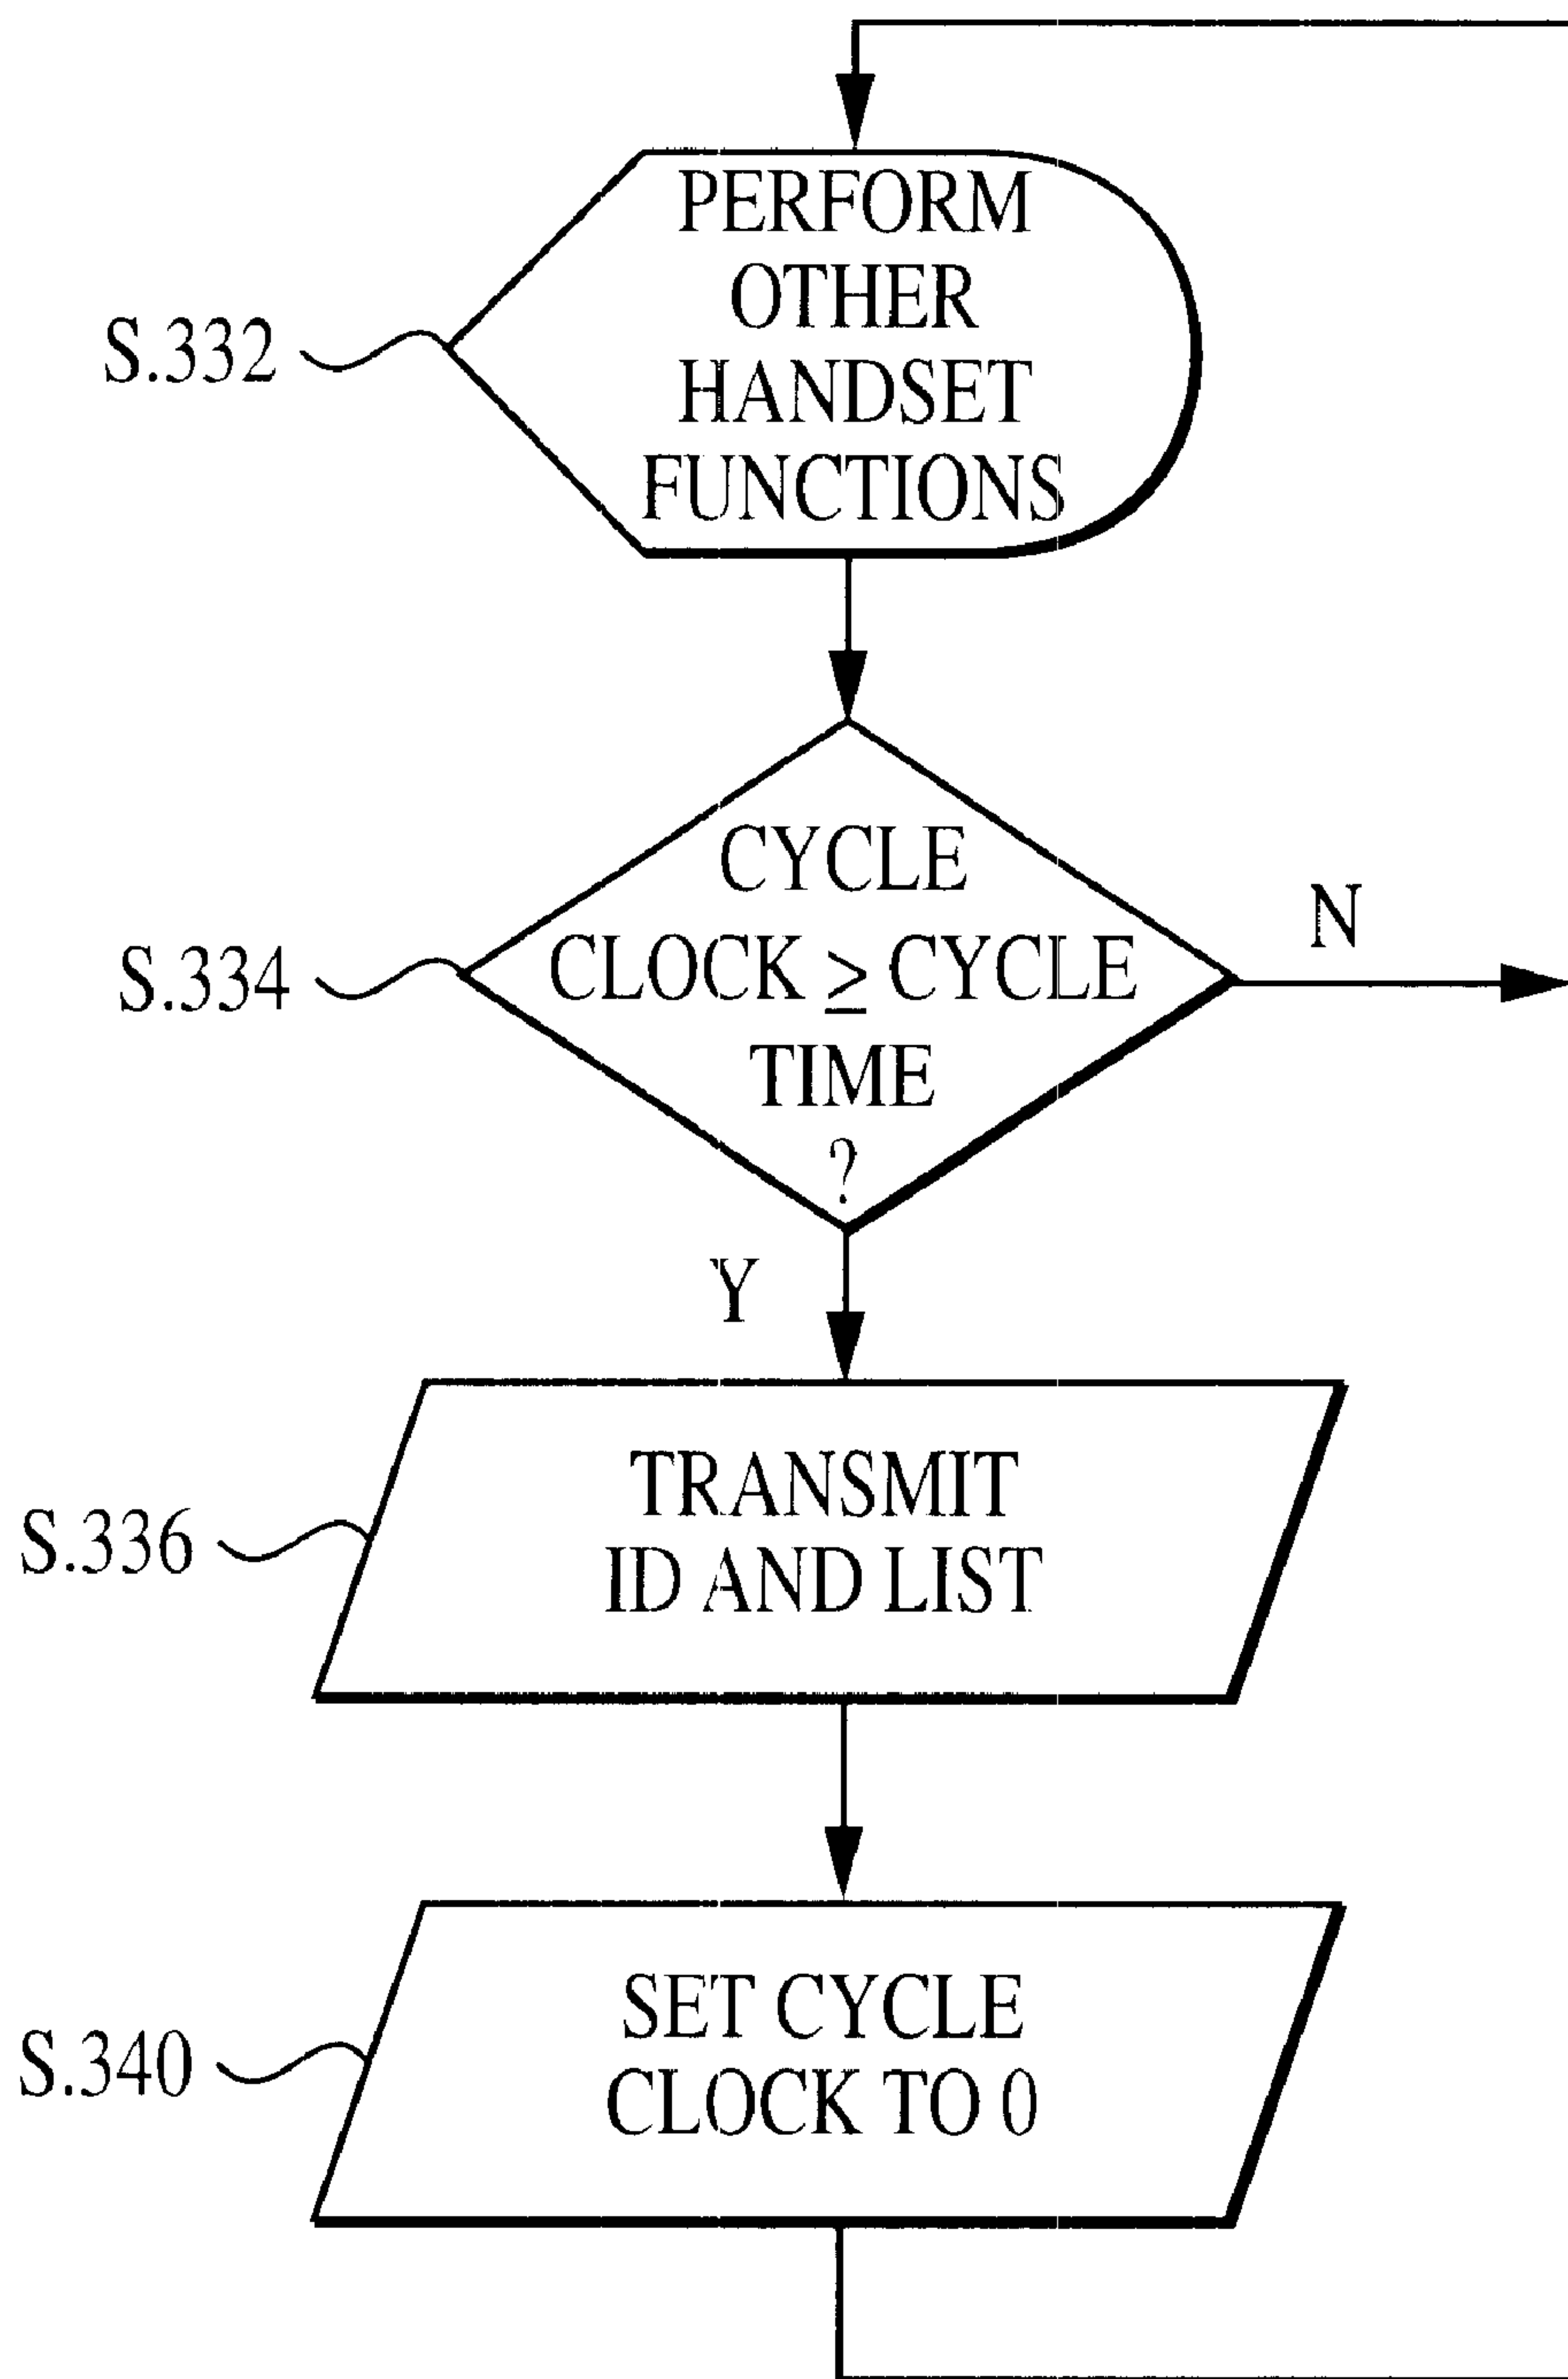 PERFORM
OTHER
HANDSET
FUNCTIONS
S.332
CYCLE
CLOCK ≥ CYCLE
TIME
?
S.334
N
Y
TRANSMIT
ID AND LIST
S.336
SET CYCLE
CLOCK TO 0
S.340